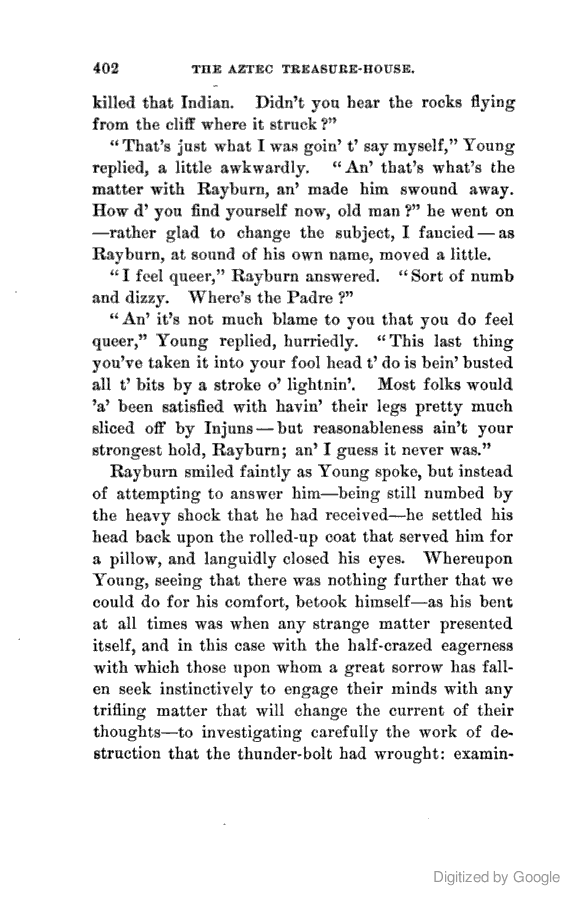 402 THE AZTEC TREASURE-HOUSE.
killed that Indian. Didn't you hear the rocks flying
from the cliff where it struck?"
"That's just what I was goin' t' say myself," Young
replied, a little awkwardly. "An' that's what's the
matter with Rayburn, an' made him swound away.
How d' you find yourself now, old man?" he went on
—rather glad to change the subject, I fancied—as
Rayburn, at sound of his own name, moved a little.
"I feel queer," Rayburn answered. "Sort of numb
and dizzy. Where's the Padre?"
"An' it's not much blame to you that you do feel
queer," Young replied, hurriedly. "This last thing
you've taken it into your fool head t' do is bein' busted
all t' bits by a stroke o' lightnin'. Most folks would
'a' been satisfied with havin' their legs pretty much
sliced off by Injuns—but reasonableness ain't your
strongest hold, Rayburn; an' I guess it never was."
Rayburn smiled faintly as Young spoke, but instead
of attempting to answer him—being still numbed by
the heavy shock that he had received—he settled his
head back upon the rolled-up coat that served him for
a pillow, and languidly closed his eyes. Whereupon
Young, seeing that there was nothing further that we
could do for his comfort, betook himself—as his bent
at all times was when any strange matter presented
itself, and in this case with the half-crazed eagerness
with which those upon whom a great sorrow has fall-
en seek instinctively to engage their minds with any
trifling matter that will change the current of their
thoughts—to investigating carefully the work of de-
struction that the thunder-bolt had wrought: examin-
Digitized by Google